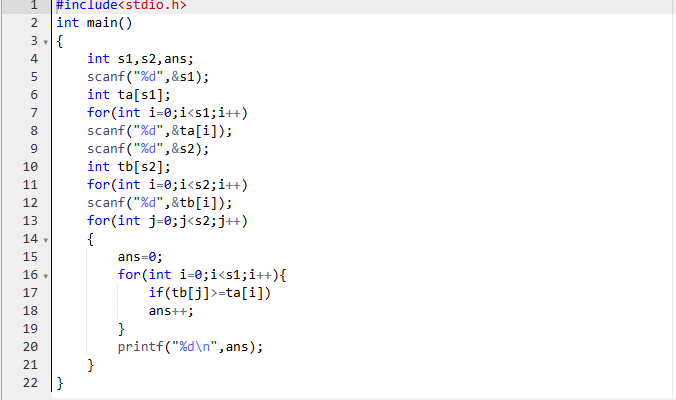 1 #include<stdio.h>
2 int main()
3 {
4 int s1,s2,ans;
5 scanf("%d",&s1);
6 int ta[s1];
7 for(int i=0;i<s1;i++)
8 scanf("%d",&ta[i]);
9 scanf("%d",&s2);
10 int tb[s2];
11 for(int i=0;i<s2;i++)
12 scanf("%d",&tb[i]);
13 for(int j=0;j<s2;j++)
14 {
15 ans=0;
16 for(int i=0;i<s1;i++){
17 if(tb[j]>=ta[i])
18 ans++;
19 }
20 printf("%d\n",ans);
21 }
22 }